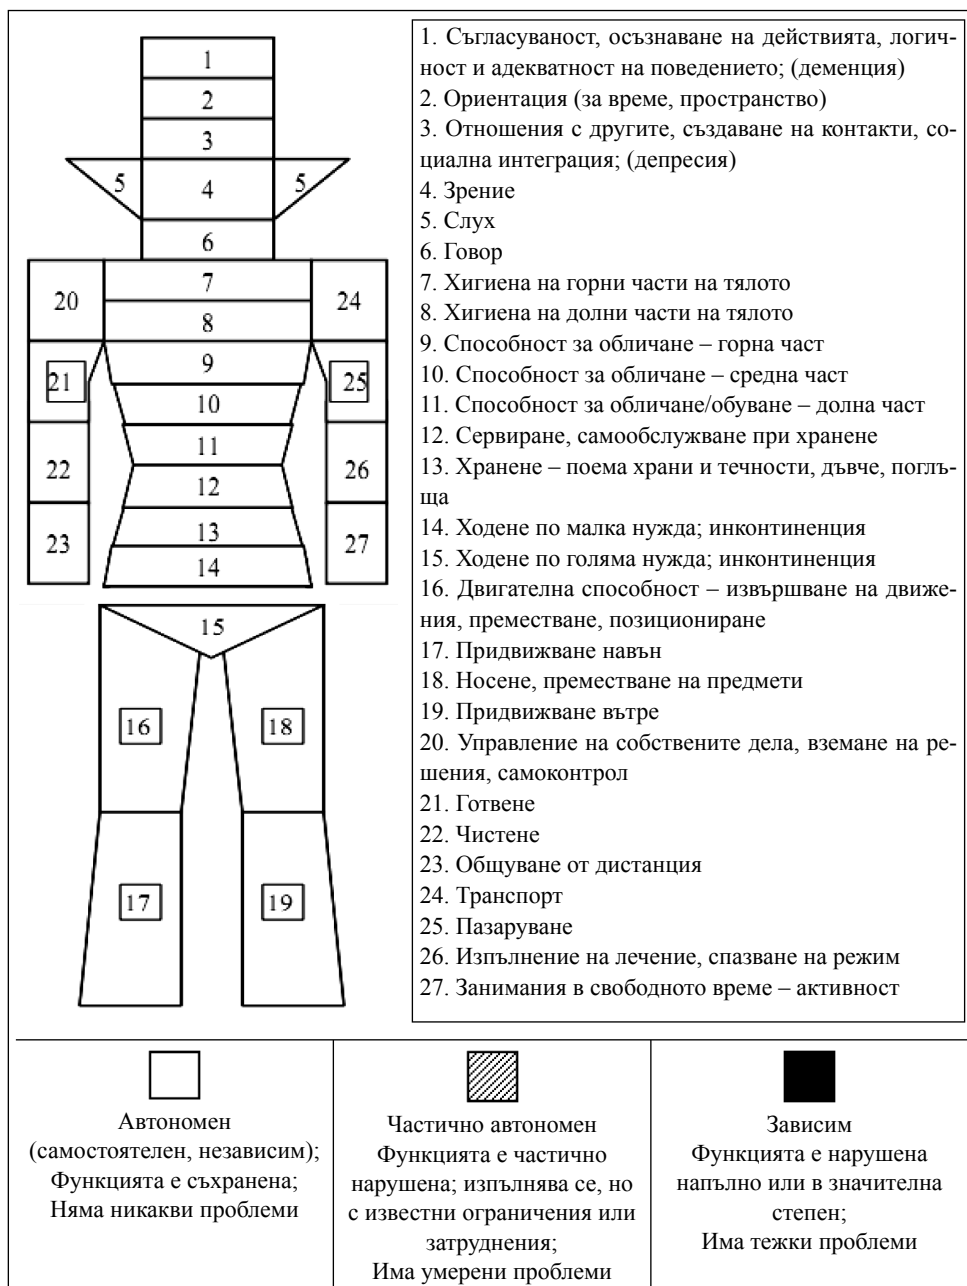 1
2
3
5
4
5
6
7
20
24
8
9
21
25
10
11
22
26
12
13
23
27
14
15
16
18
17
19
1. Съгласуваност, осъзнаване на действията, логич-
ност и адекватност на поведението; (деменция)
2. Ориентация (за време, пространство)
3. Отношения с другите, създаване на контакти, со-
циална интеграция; (депресия)
4. Зрение
5. Слух
6. Говор
7. Хигиена на горни части на тялото
8. Хигиена на долни части на тялото
9. Способност за обличане – горна част
10. Способност за обличане – средна част
11. Способност за обличане/обуване – долна част
12. Сервиране, самообслужване при хранене
13. Хранене – поема храни и течности, дъвче, поглъ-
ща
14. Ходене по малка нужда; инконтиненция
15. Ходене по голяма нужда; инконтиненция
16. Двигателна способност – извършване на движе-
ния, преместване, позициониране
17. Придвижване навън
18. Носене, преместване на предмети
19. Придвижване вътре
20. Управление на собствените дела, вземане на ре-
шения, самоконтрол
21. Готвене
22. Чистене
23. Общуване от дистанция
24. Транспорт
25. Пазаруване
26. Изпълнение на лечение, спазване на режим
27. Занимания в свободното време – активност
Автономен
(самостоятелен, независим);
Функцията е съхранена;
Няма никакви проблеми
Частично автономен
Функцията е частично
нарушена; изпълнява се, но
с известни ограничения или
затруднения;
Има умерени проблеми
Зависим
Функцията е нарушена
напълно или в значителна
степен;
Има тежки проблеми